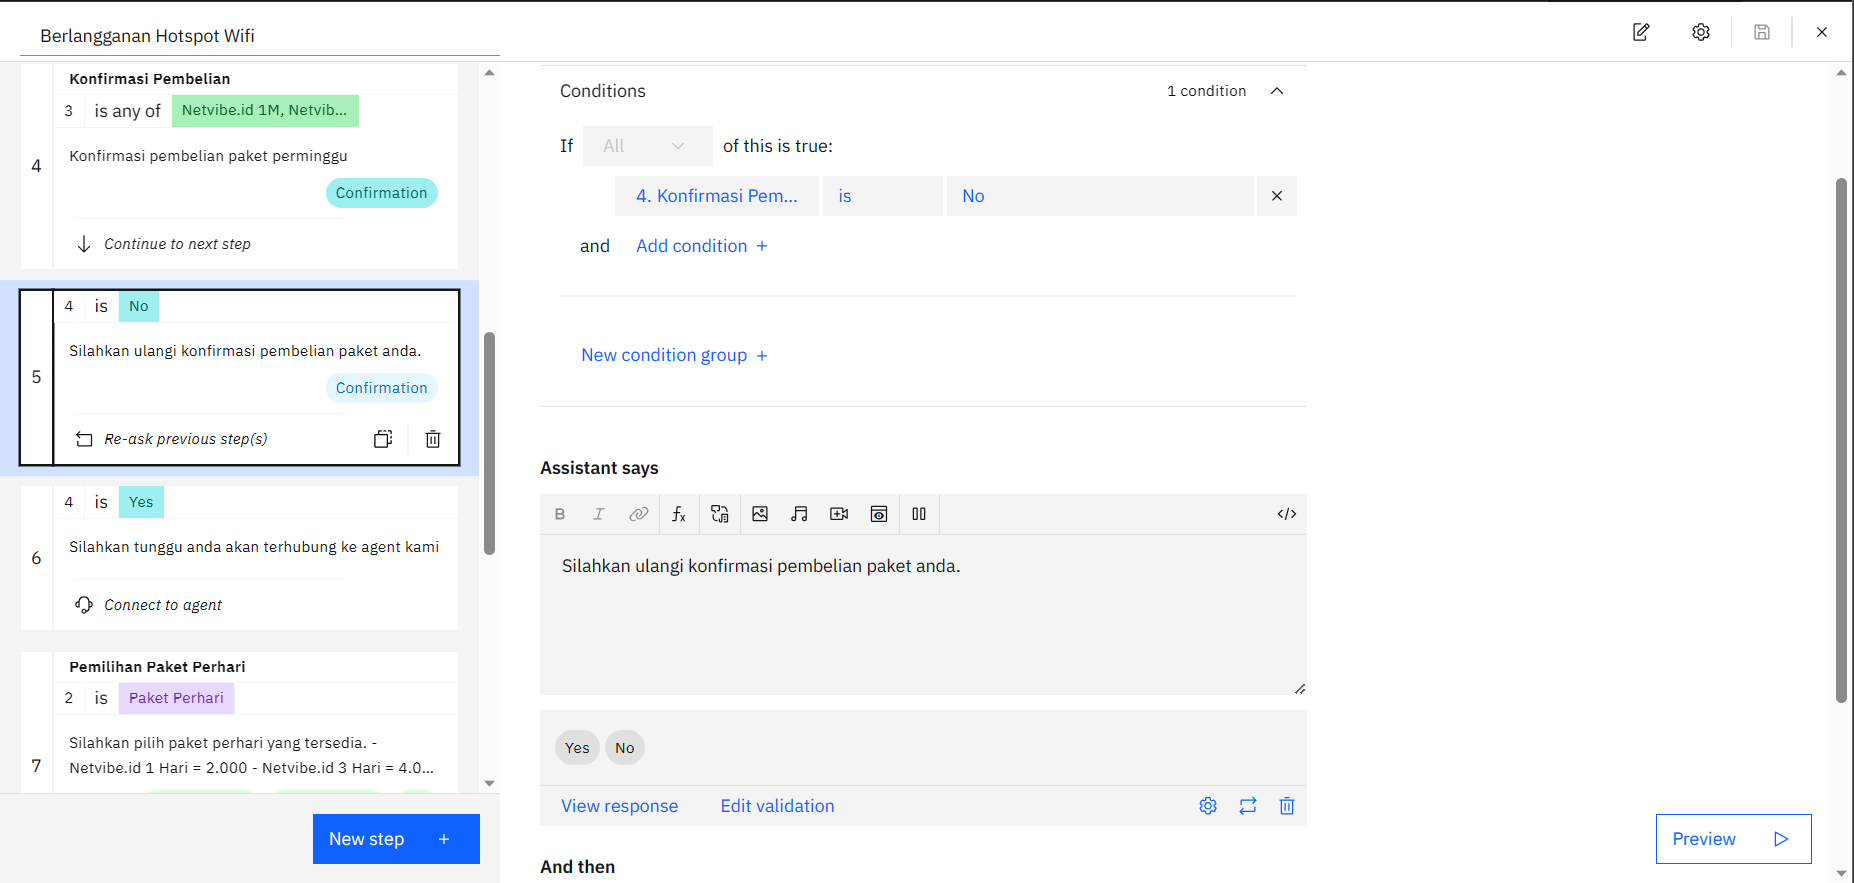 Berlangganan Hotspot Wifi
Konfirmasi Pembelian
3 is any of Netvibe.id 1M, Netvib...
4
Konfirmasi pembelian paket perminggu
Confirmation
Continue to next step
4 is No
5
Silahkan ulangi konfirmasi pembelian paket anda.
Confirmation
Re-ask previous step(s)
4 is Yes
6
Silahkan tunggu anda akan terhubung ke agent kami
Connect to agent
Pemilihan Paket Perhari
2 is Paket Perhari
7
Silahkan pilih paket perhari yang tersedia. -
Netvibe.id 1 Hari = 2.000 - Netvibe.id 3 Hari = 4.0...
New step +
Conditions 1 condition
If All of this is true:
4. Konfirmasi Pem... is No
and Add condition +
New condition group +
Assistant says
B I fx </>
Silahkan ulangi konfirmasi pembelian paket anda.
Yes No
View response Edit validation
And then
Preview